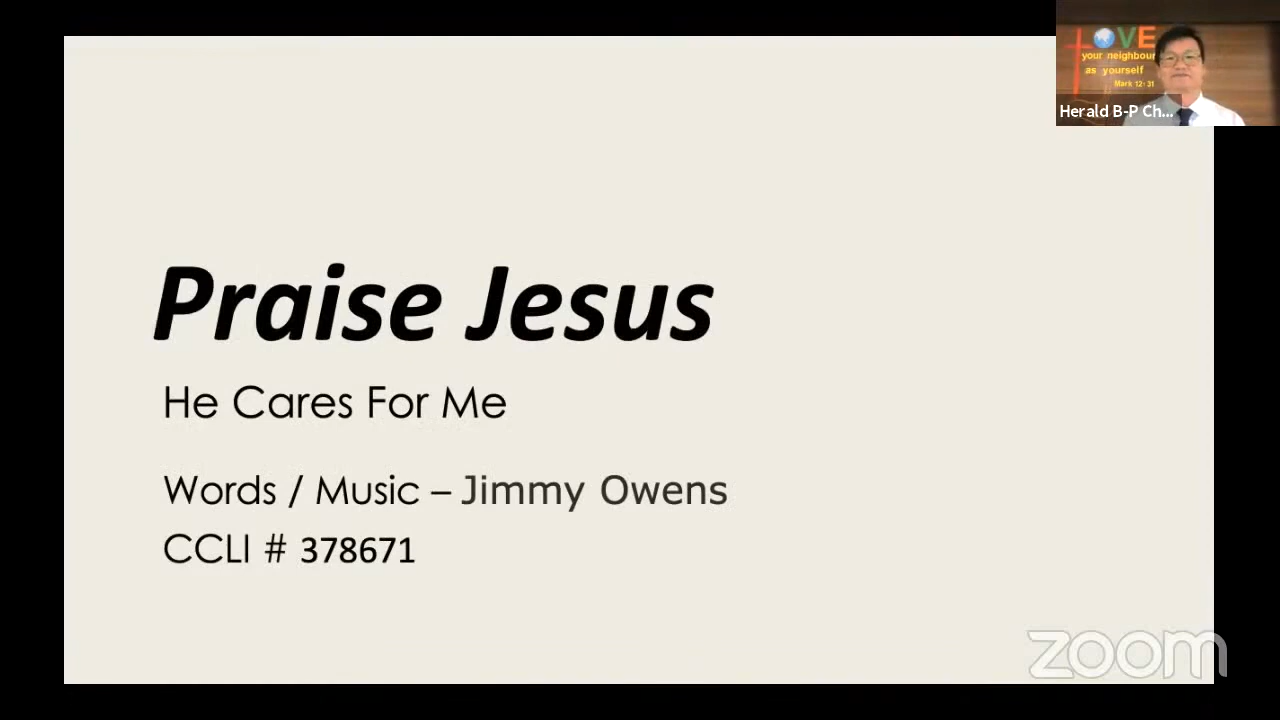 Praise Jesus
He Cares For Me
Words / Music – Jimmy Owens
CCLI # 378671
LOVE
your neighbour
as yourself
Mark 12:31
Herald B-P Ch...
zoom